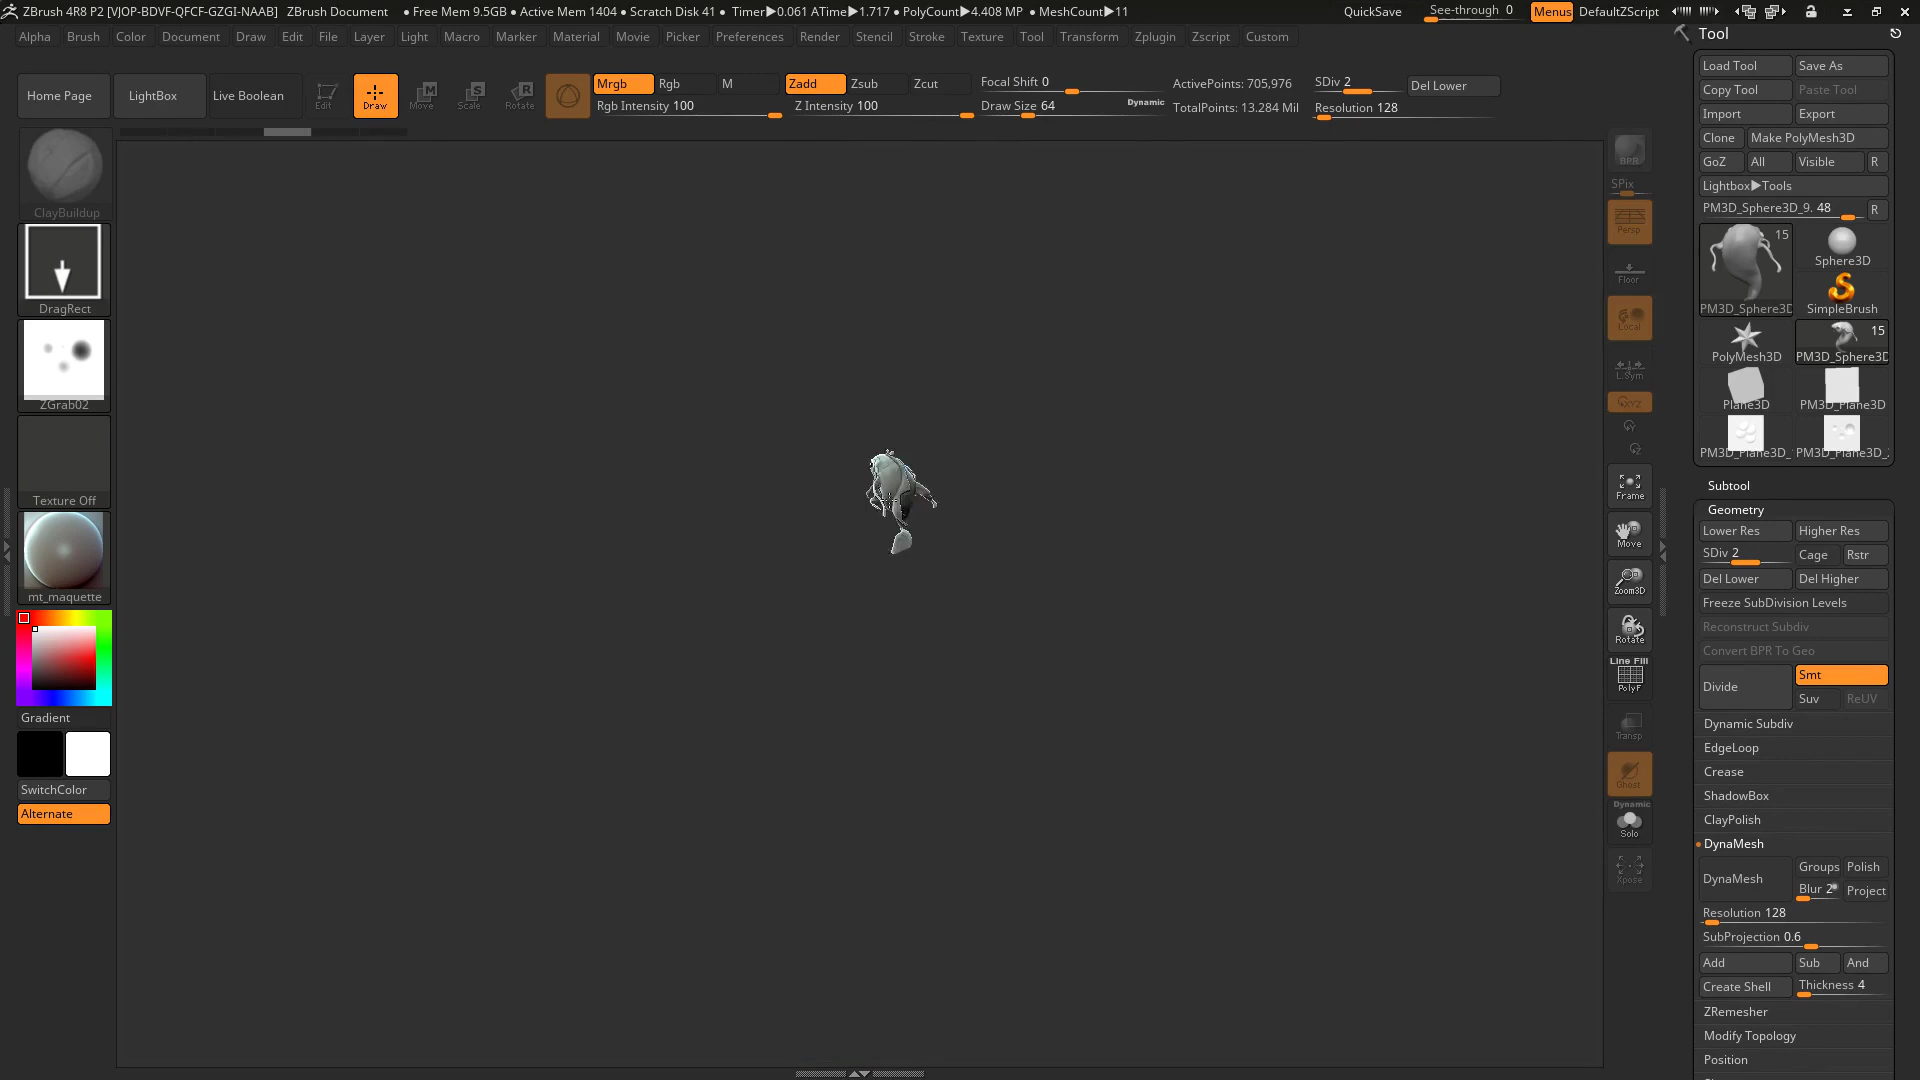 ZBrush 4R8 P2 [VJOP-BDVF-QFCF-GZGI-NAAB] ZBrush Document ● Free Mem 9.5GB ● Active Mem 1404 ● Scratch Disk 41 ● Timer▶0.061 ATime▶1.717 ● PolyCount▶4.408 MP ● MeshCount▶11 QuickSave See-through 0 Menus DefaultZScript
Alpha Brush Color Document Draw Edit File Layer Light Macro Marker Material Movie Picker Preferences Render Stencil Stroke Texture Tool Transform Zplugin Zscript Custom
Home Page LightBox Live Boolean Edit Draw Move Scale Rotate
Mrgb Rgb M Zadd Zsub Zcut Focal Shift 0 ActivePoints: 705,976 SDiv 2 Del Lower
Rgb Intensity 100 Z Intensity 100 Draw Size 64 Dynamic TotalPoints: 13.284 Mil Resolution 128
ClayBuildup
DragRect
ZGrab02
Texture Off
mt_maquette
Gradient
SwitchColor
Alternate
BPR
SPix
Persp
Floor
Local
L.Sym
XYZ
Y
Z
Frame
Move
Zoom3D
Rotate
Line Fill
PolyF
Transp
Ghost
Dynamic
Solo
Xpose
Tool
Load Tool Save As
Copy Tool Paste Tool
Import Export
Clone Make PolyMesh3D
GoZ All Visible R
Lightbox▶Tools
PM3D_Sphere3D_9. 48 R
15
Sphere3D
PM3D_Sphere3D SimpleBrush
15
PolyMesh3D PM3D_Sphere3D
Plane3D PM3D_Plane3D
PM3D_Plane3D_ PM3D_Plane3D_
Subtool
Geometry
Lower Res Higher Res
SDiv 2 Cage Rstr
Del Lower Del Higher
Freeze SubDivision Levels
Reconstruct Subdiv
Convert BPR To Geo
Divide Smt
Suv ReUV
Dynamic Subdiv
EdgeLoop
Crease
ShadowBox
ClayPolish
DynaMesh
DynaMesh Groups Polish
Blur 2 Project
Resolution 128
SubProjection 0.6
Add Sub And
Create Shell Thickness 4
ZRemesher
Modify Topology
Position